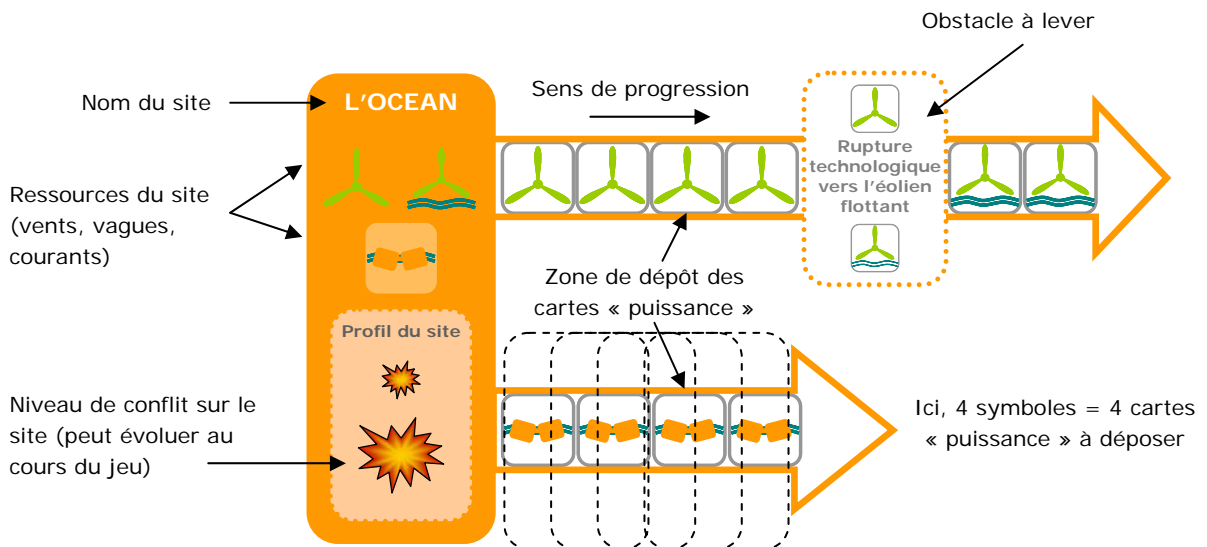 Obstacle à lever
Nom du site
L'OCEAN
Sens de progression
Rupture
technologique
vers l'éolien
flottant
Ressources du site
(vents, vagues,
courants)
Zone de dépôt des
cartes « puissance »
Profil du site
Niveau de conflit sur le
site (peut évoluer au
cours du jeu)
Ici, 4 symboles = 4 cartes
« puissance » à déposer